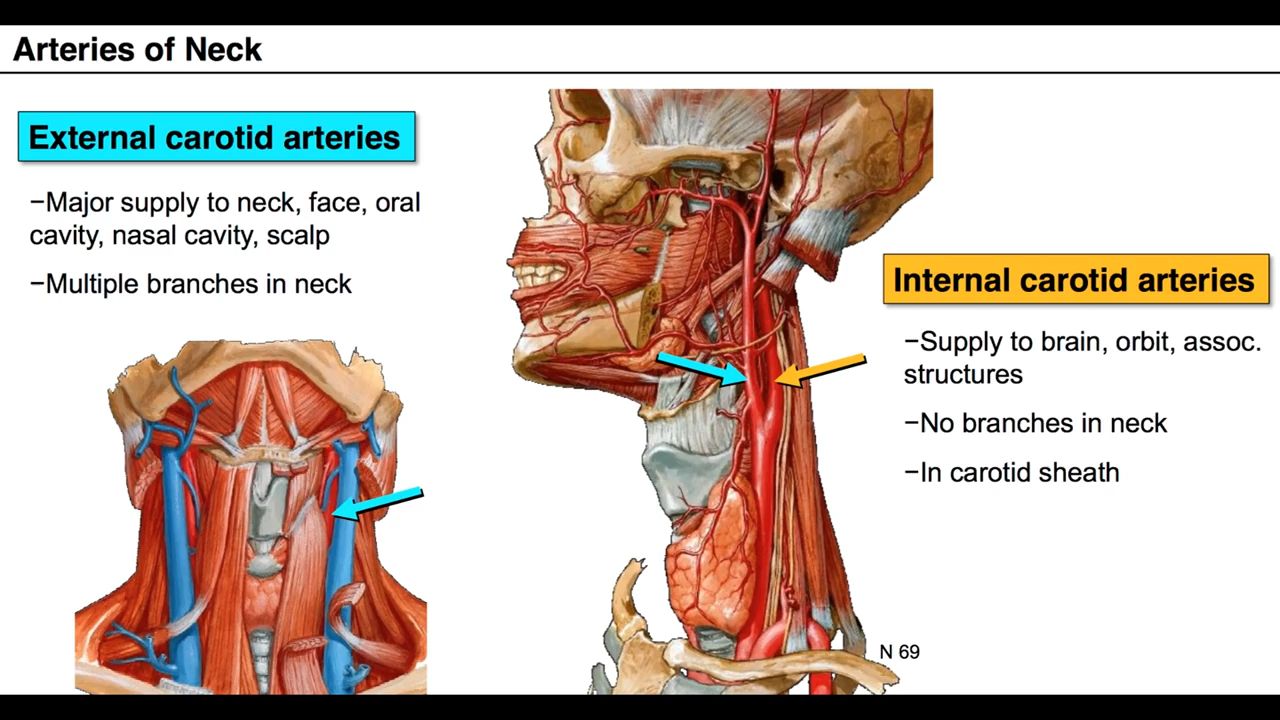 Arteries of Neck
External carotid arteries
−Major supply to neck, face, oral
cavity, nasal cavity, scalp
−Multiple branches in neck
Internal carotid arteries
−Supply to brain, orbit, assoc.
structures
−No branches in neck
−In carotid sheath
N 69